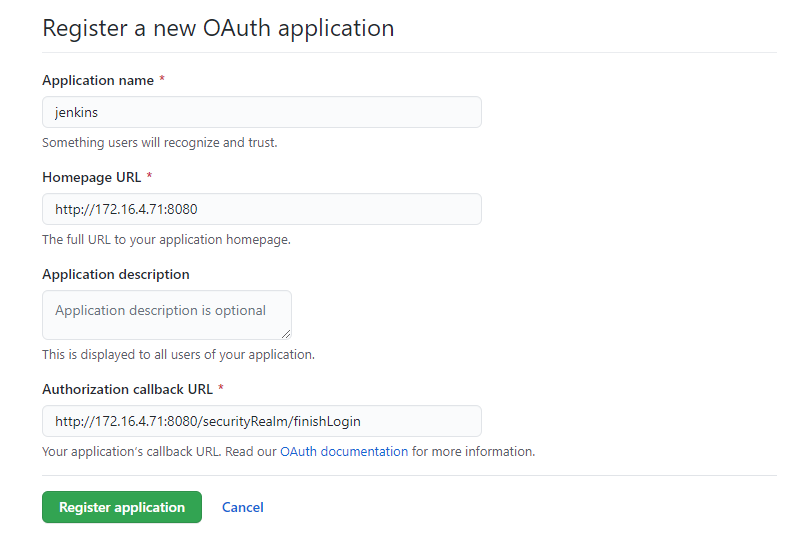 Register a new OAuth application
Application name *
jenkins
Something users will recognize and trust.
Homepage URL *
http://172.16.4.71:8080
The full URL to your application homepage.
Application description
Application description is optional
This is displayed to all users of your application.
Authorization callback URL *
http://172.16.4.71:8080/securityRealm/finishLogin
Your application's callback URL. Read our OAuth documentation for more information.
Register application Cancel